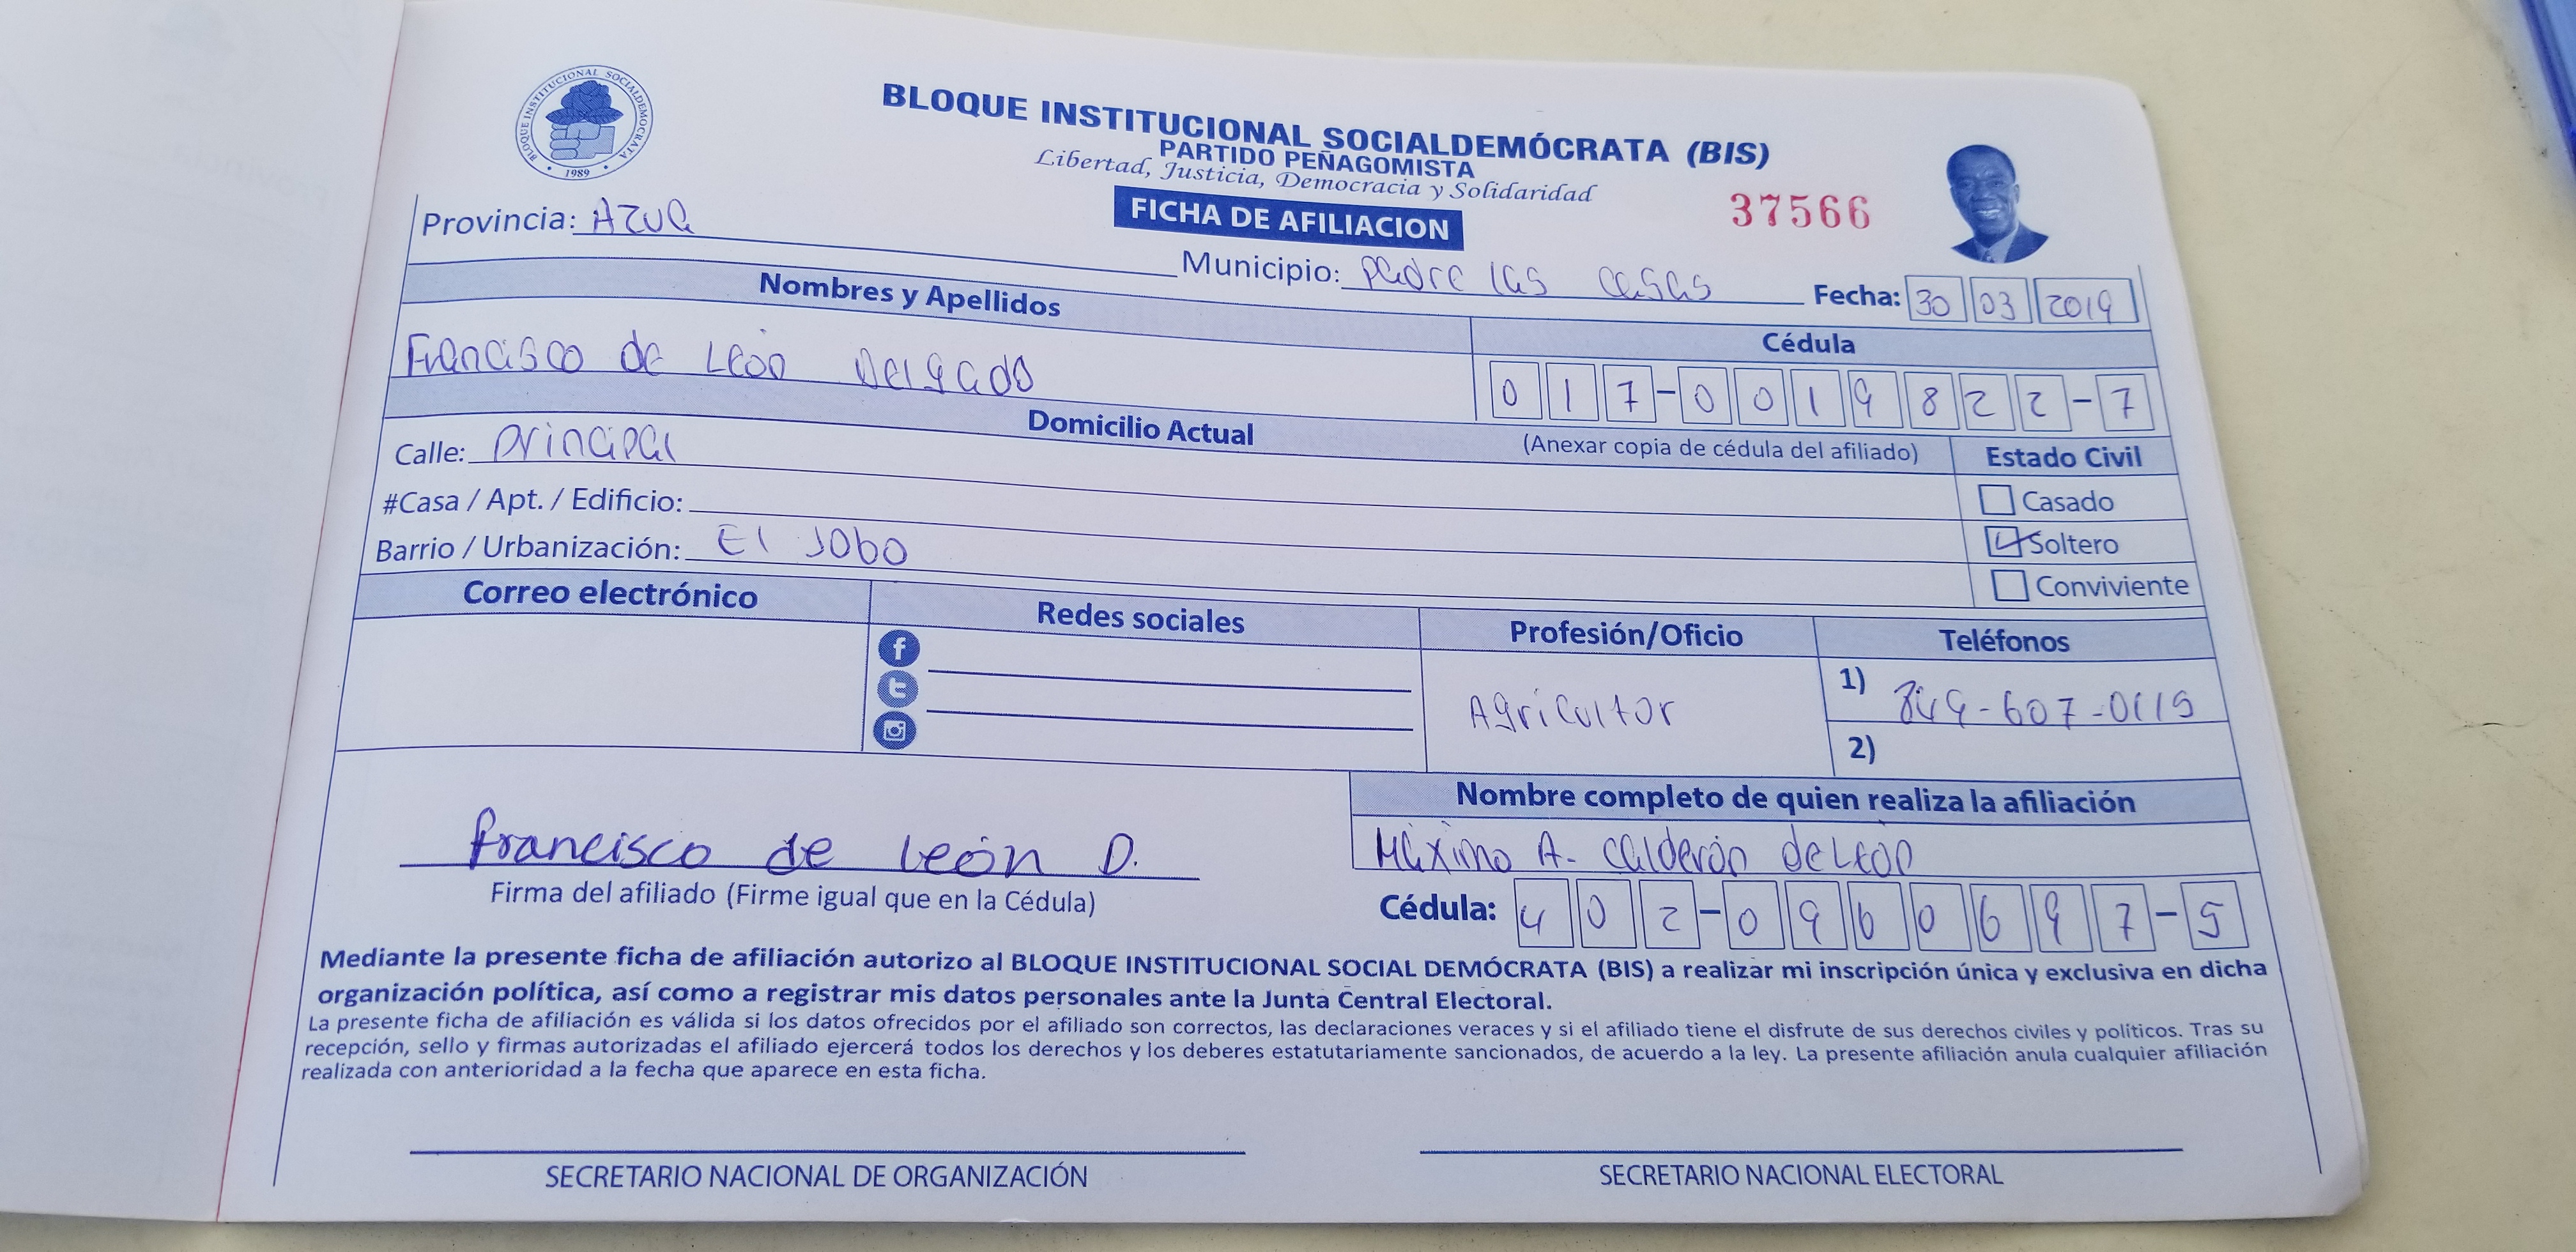 BLOQUE INSTITUCIONAL SOCIALDEMOCRATA
1989
BLOQUE INSTITUCIONAL SOCIALDEMÓCRATA (BIS)
PARTIDO PEÑAGOMISTA
Libertad, Justicia, Democracia y Solidaridad
FICHA DE AFILIACION
37566
Provincia: AZUA
Municipio: Padre las casas
Fecha: 30 03 2019
Nombres y Apellidos
Cédula
Francisco de León Delgado
017-0019822-7
Domicilio Actual
(Anexar copia de cédula del afiliado)
Estado Civil
Calle: principal
Casado
#Casa / Apt. / Edificio:
Soltero
Barrio / Urbanización: El Jobo
Conviviente
Correo electrónico
Redes sociales
Profesión/Oficio
Teléfonos
Agricultor
1) 849-607-0115
2)
Nombre completo de quien realiza la afiliación
Máximo A. Calderón de León
Francisco de León D.
Firma del afiliado (Firme igual que en la Cédula)
Cédula: 402-0960697-5
Mediante la presente ficha de afiliación autorizo al BLOQUE INSTITUCIONAL SOCIAL DEMÓCRATA (BIS) a realizar mi inscripción única y exclusiva en dicha
organización política, así como a registrar mis datos personales ante la Junta Central Electoral.
La presente ficha de afiliación es válida si los datos ofrecidos por el afiliado son correctos, las declaraciones veraces y si el afiliado tiene el disfrute de sus derechos civiles y políticos. Tras su
recepción, sello y firmas autorizadas el afiliado ejercerá todos los derechos y los deberes estatutariamente sancionados, de acuerdo a la ley. La presente afiliación anula cualquier afiliación
realizada con anterioridad a la fecha que aparece en esta ficha.
SECRETARIO NACIONAL DE ORGANIZACIÓN
SECRETARIO NACIONAL ELECTORAL